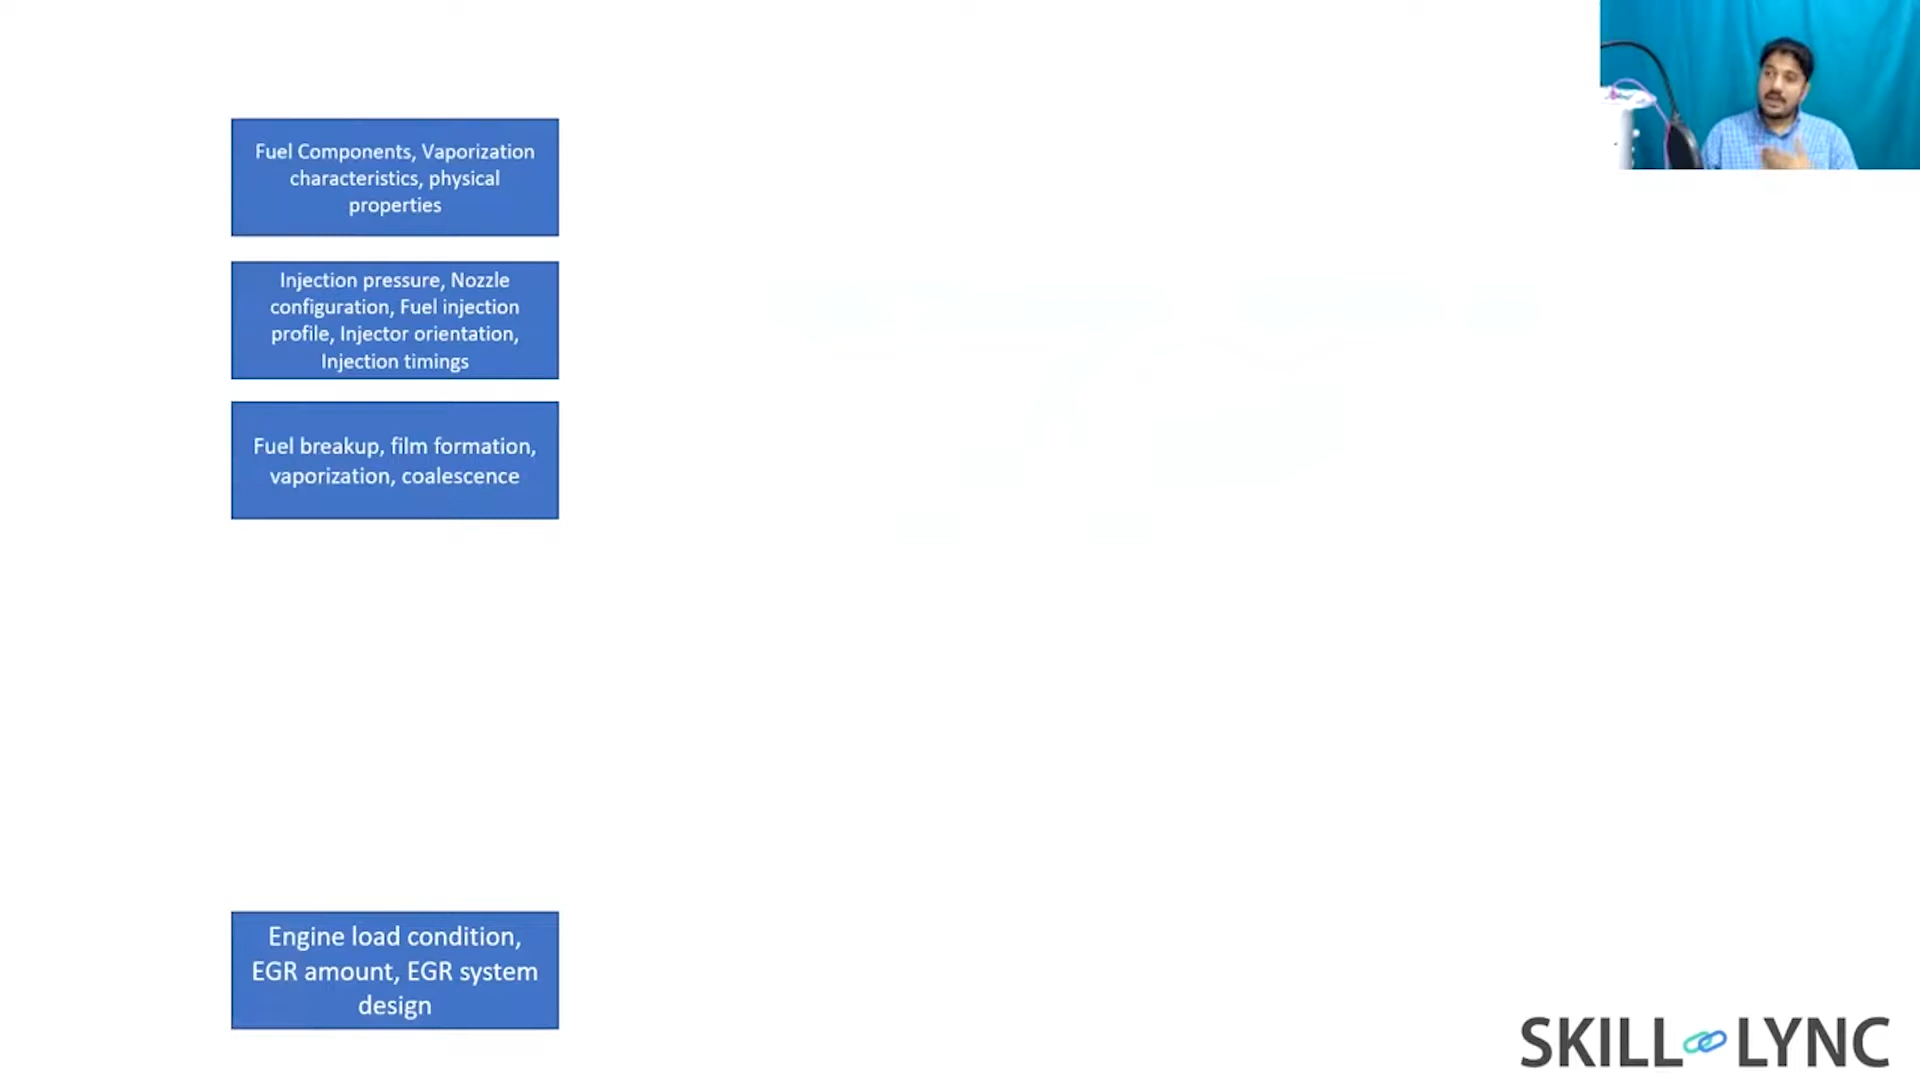 Fuel Components, Vaporization
characteristics, physical
properties
Injection pressure, Nozzle
configuration, Fuel injection
profile, Injector orientation,
Injection timings
Fuel breakup, film formation,
vaporization, coalescence
Engine load condition,
EGR amount, EGR system
design
SKILL LYNC